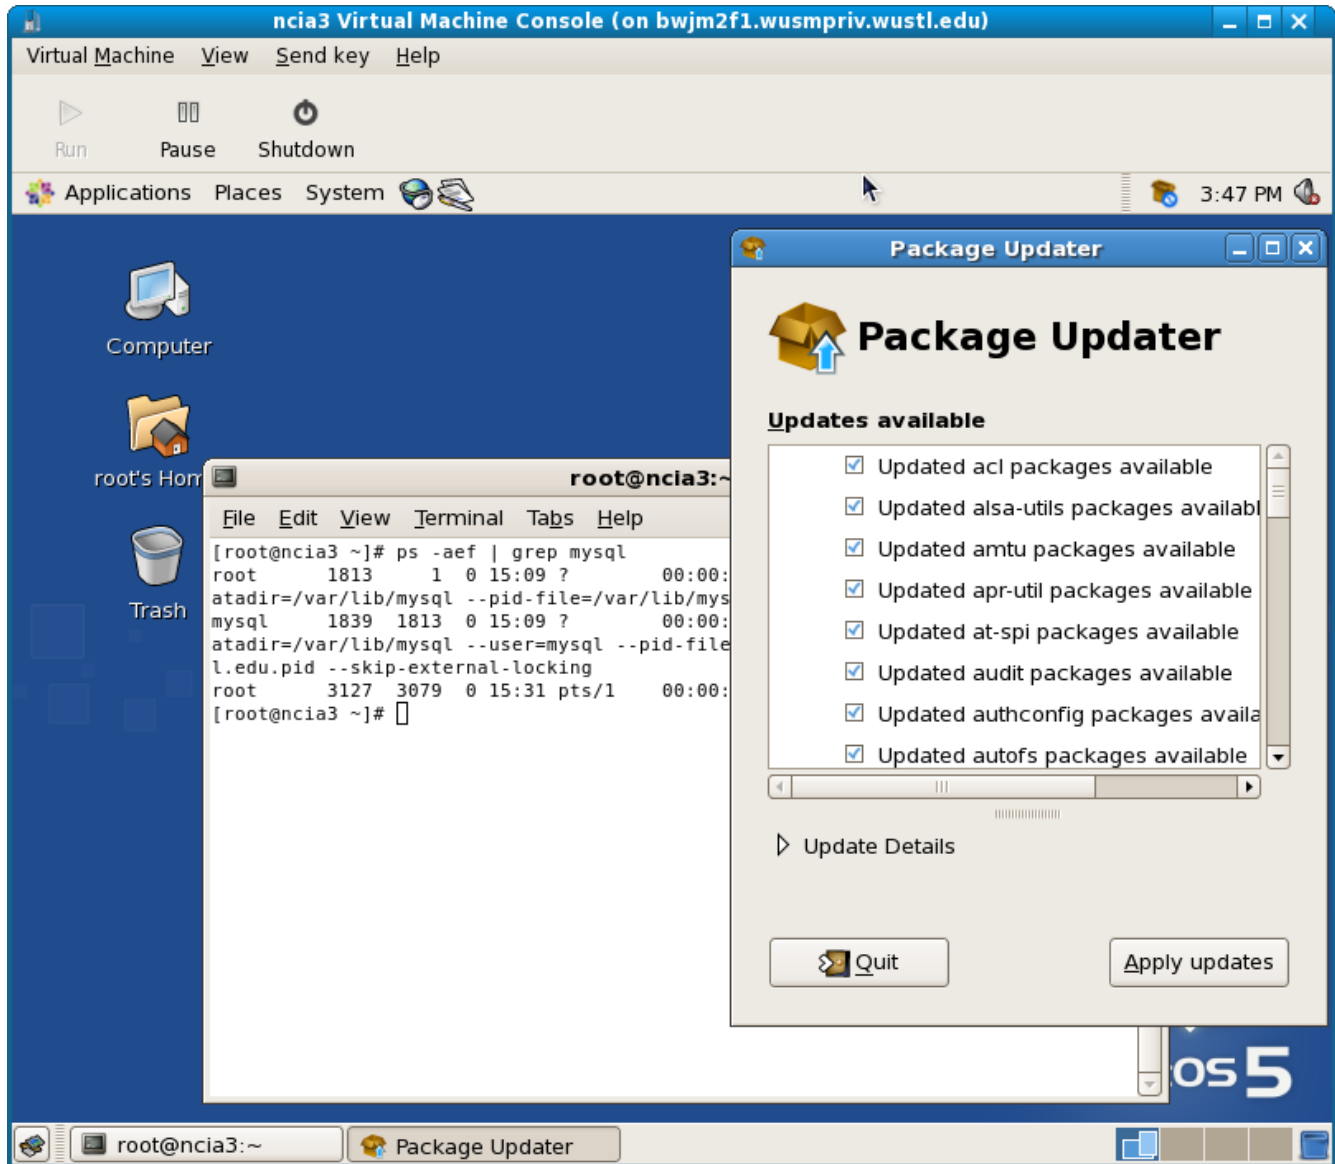 ncia3 Virtual Machine Console (on bwjm2f1.wusmpriv.wustl.edu)
Virtual Machine View Send key Help
Run Pause Shutdown
Applications Places System 3:47 PM
Computer
root's Hom
Trash
root@ncia3:~
File Edit View Terminal Tabs Help
[root@ncia3 ~]# ps -aef | grep mysql
root 1813 1 0 15:09 ? 00:00:
atadir=/var/lib/mysql --pid-file=/var/lib/mys
mysql 1839 1813 0 15:09 ? 00:00:
atadir=/var/lib/mysql --user=mysql --pid-file
l.edu.pid --skip-external-locking
root 3127 3079 0 15:31 pts/1 00:00:
[root@ncia3 ~]#
Package Updater
Package Updater
Updates available
Updated acl packages available
Updated alsa-utils packages availabl
Updated amtu packages available
Updated apr-util packages available
Updated at-spi packages available
Updated audit packages available
Updated authconfig packages availa
Updated autofs packages available
Update Details
Quit Apply updates
os 5
root@ncia3:~ Package Updater